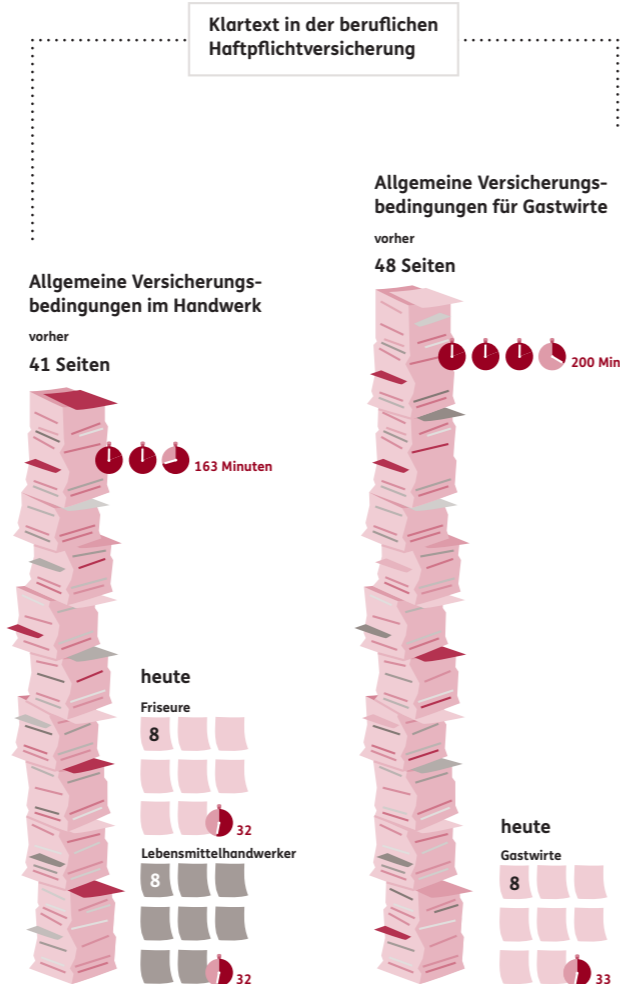 Klartext in der beruflichen
Haftpflichtversicherung
Allgemeine Versicherungs-
bedingungen im Handwerk
vorher
41 Seiten
163 Minuten
heute
Friseure
8
32
Lebensmittelhandwerker
8
32
Allgemeine Versicherungs-
bedingungen für Gastwirte
vorher
48 Seiten
200 Min
heute
Gastwirte
8
33